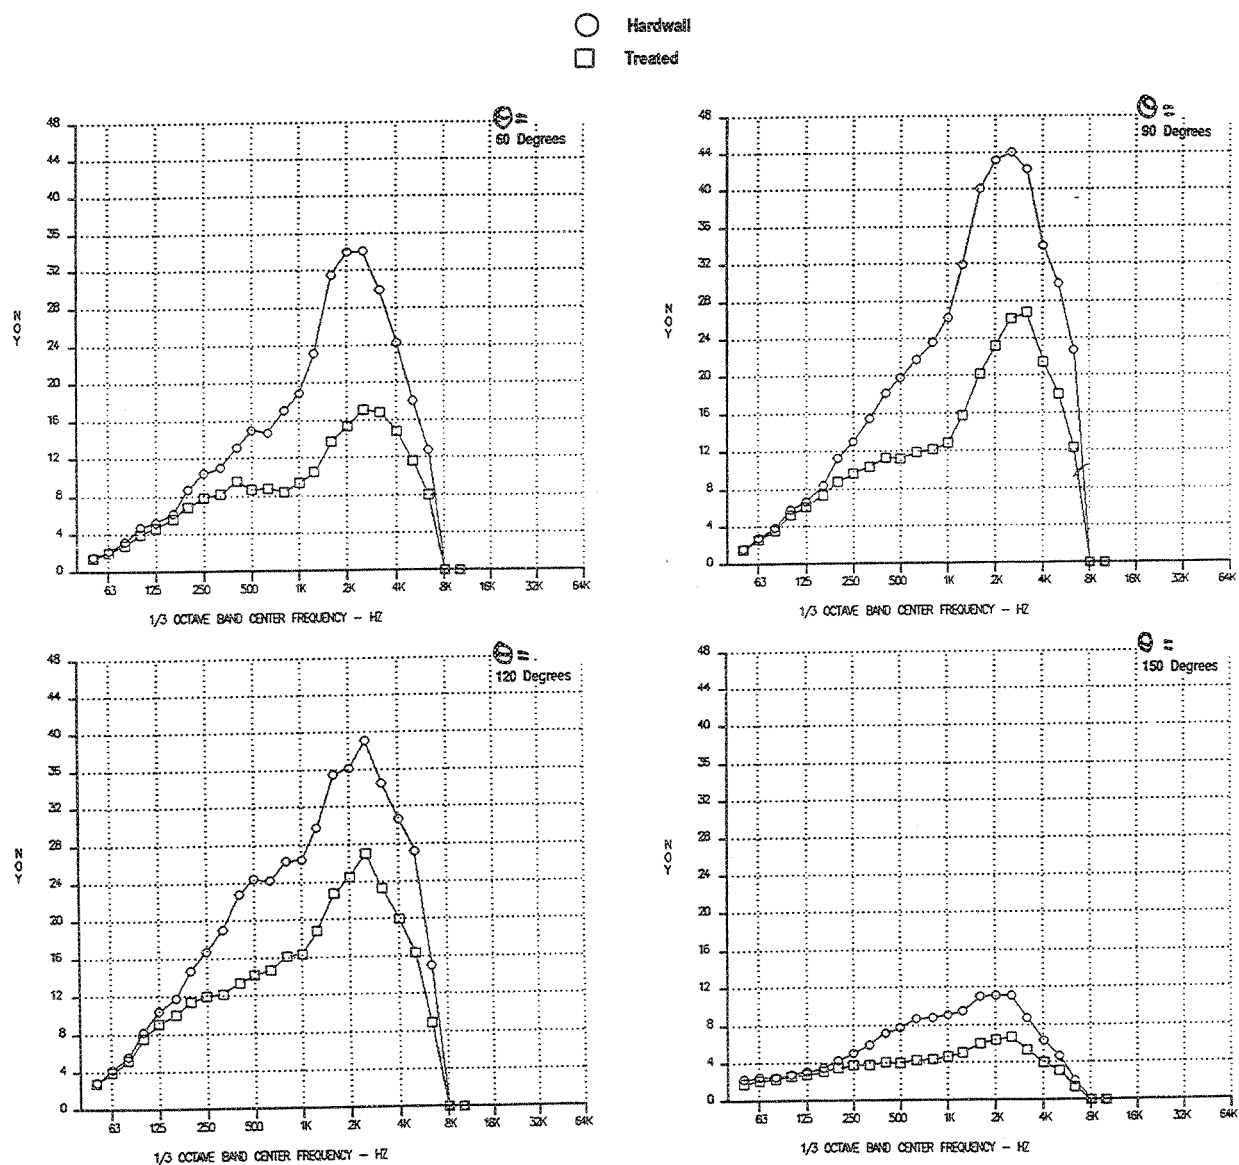 Hardwall
Treated
θ =
60 Degrees
48
44
40
36
32
28
24
20
16
12
8
4
0
NOY
63 125 250 500 1K 2K 4K 8K 16K 32K 64K
1/3 OCTAVE BAND CENTER FREQUENCY – HZ
θ =
90 Degrees
48
44
40
36
32
28
24
20
16
12
8
4
0
NOY
63 125 250 500 1K 2K 4K 8K 16K 32K 64K
1/3 OCTAVE BAND CENTER FREQUENCY – HZ
θ =
120 Degrees
48
44
40
36
32
28
24
20
16
12
8
4
0
NOY
63 125 250 500 1K 2K 4K 8K 16K 32K 64K
1/3 OCTAVE BAND CENTER FREQUENCY – HZ
θ =
150 Degrees
48
44
40
36
32
28
24
20
16
12
8
4
0
NOY
63 125 250 500 1K 2K 4K 8K 16K 32K 64K
1/3 OCTAVE BAND CENTER FREQUENCY – HZ